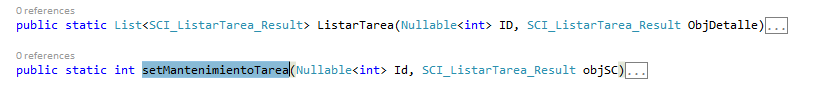 0 references
public static List<SCI_ListarTarea_Result> ListarTarea(Nullable<int> ID, SCI_ListarTarea_Result ObjDetalle)...
0 references
public static int setMantenimientoTarea(Nullable<int> Id, SCI_ListarTarea_Result objSC)...